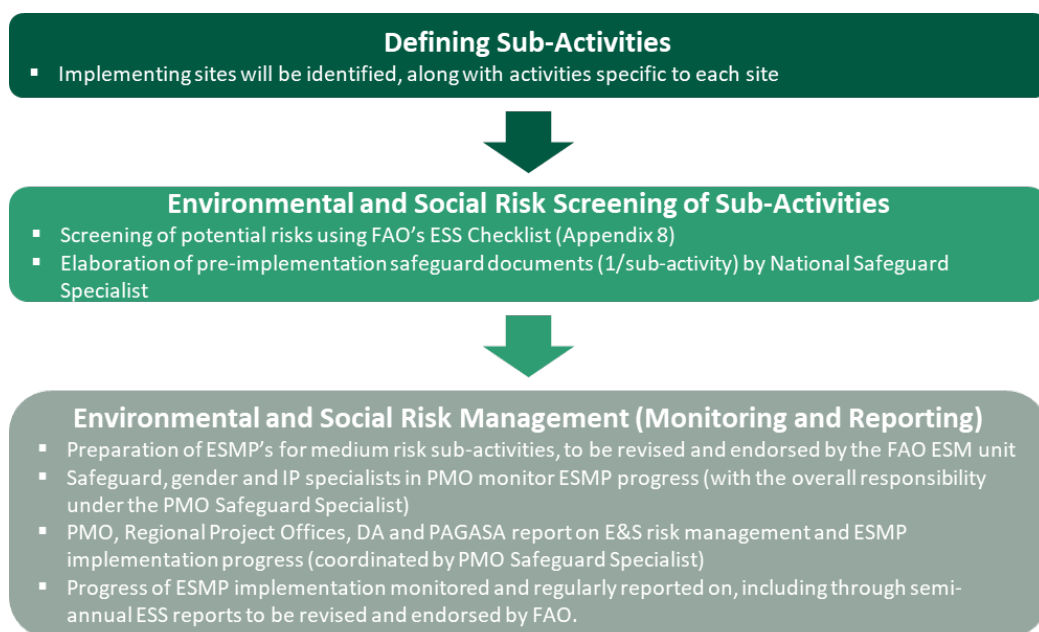 Defining Sub-Activities
▪ Implementing sites will be identified, along with activities specific to each site
Environmental and Social Risk Screening of Sub-Activities
▪ Screening of potential risks using FAO's ESS Checklist (Appendix 8)
▪ Elaboration of pre-implementation safeguard documents (1/sub-activity) by National Safeguard
Specialist
Environmental and Social Risk Management (Monitoring and Reporting)
▪ Preparation of ESMP's for medium risk sub-activities, to be revised and endorsed by the FAO ESM unit
▪ Safeguard, gender and IP specialists in PMO monitor ESMP progress (with the overall responsibility
under the PMO Safeguard Specialist)
▪ PMO, Regional Project Offices, DA and PAGASA report on E&S risk management and ESMP
implementation progress (coordinated by PMO Safeguard Specialist)
▪ Progress of ESMP implementation monitored and regularly reported on, including through semi-
annual ESS reports to be revised and endorsed by FAO.